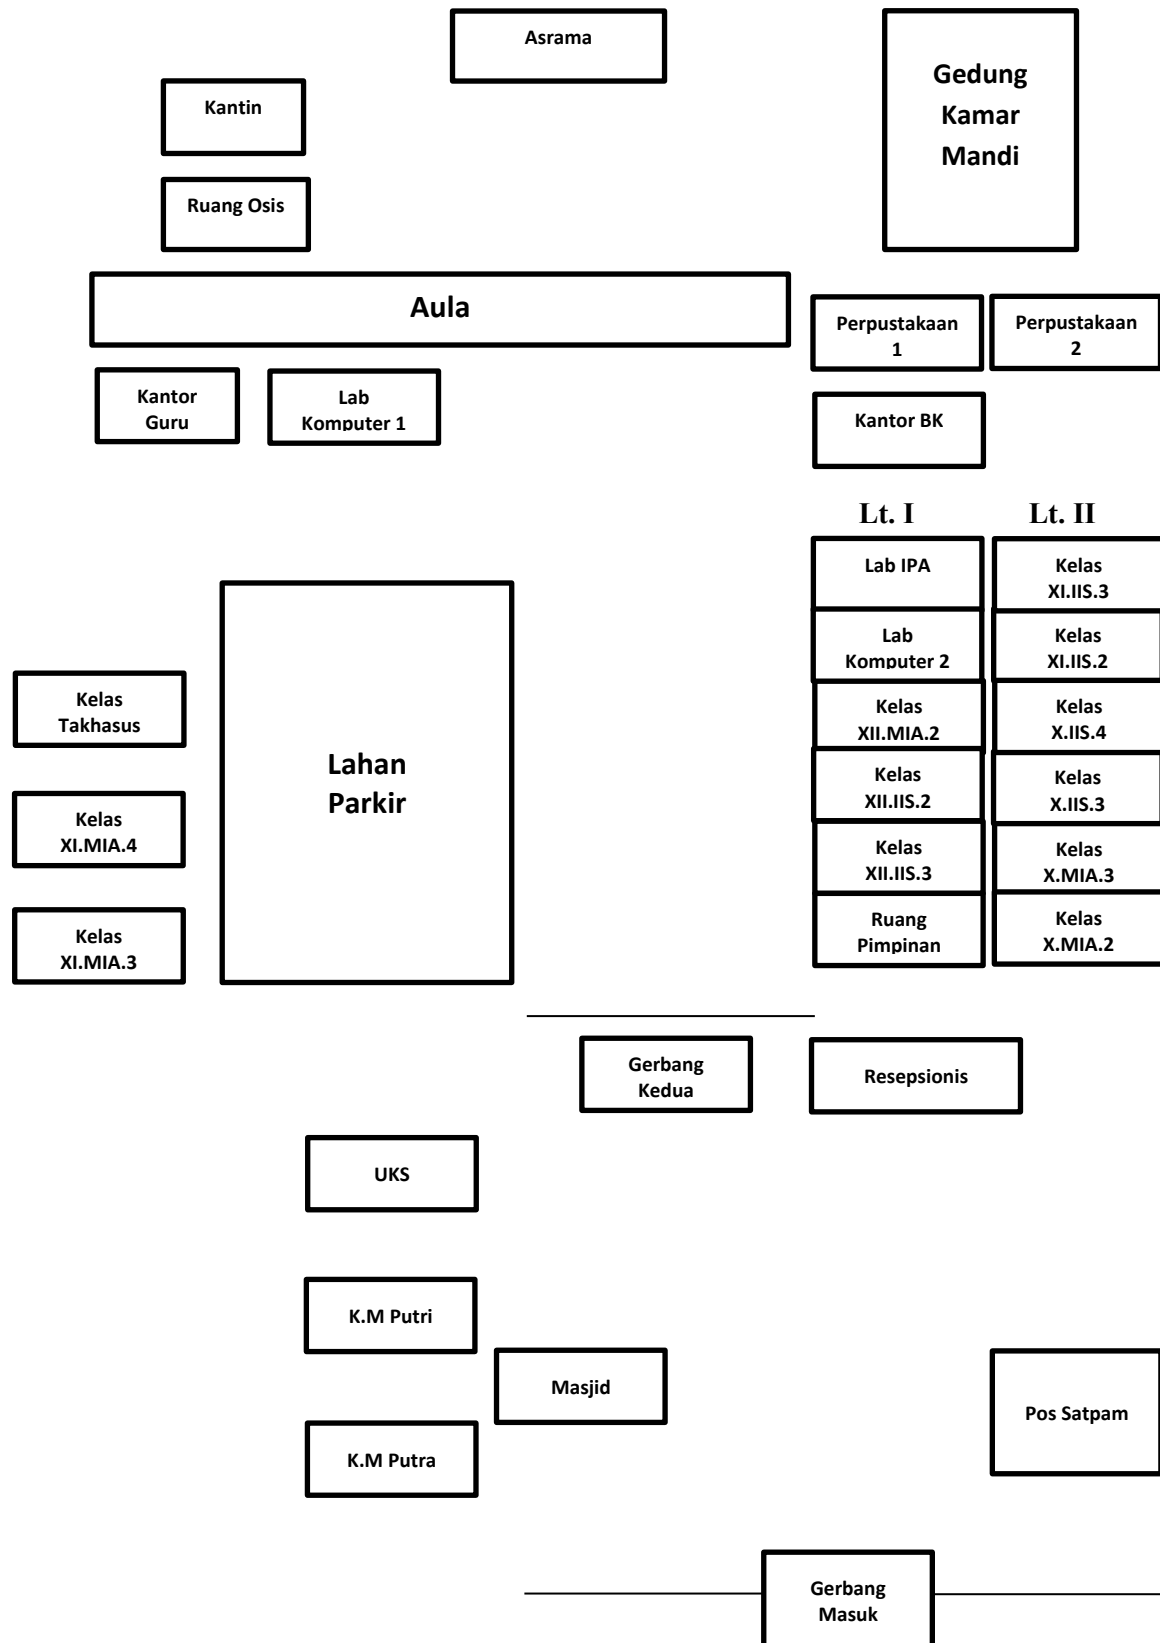 Asrama
Gedung
Kamar
Mandi
Kantin
Ruang Osis
Aula
Perpustakaan
1
Perpustakaan
2
Kantor
Guru
Lab
Komputer 1
Kantor BK
Lt. I
Lt. II
Lab IPA
Kelas
XI.IIS.3
Lab
Komputer 2
Kelas
XI.IIS.2
Kelas
Takhasus
Kelas
XII.MIA.2
Kelas
X.IIS.4
Lahan
Parkir
Kelas
XII.IIS.2
Kelas
X.IIS.3
Kelas
XI.MIA.4
Kelas
XII.IIS.3
Kelas
X.MIA.3
Kelas
XI.MIA.3
Ruang
Pimpinan
Kelas
X.MIA.2
Gerbang
Kedua
Resepsionis
UKS
K.M Putri
Masjid
Pos Satpam
K.M Putra
Gerbang
Masuk